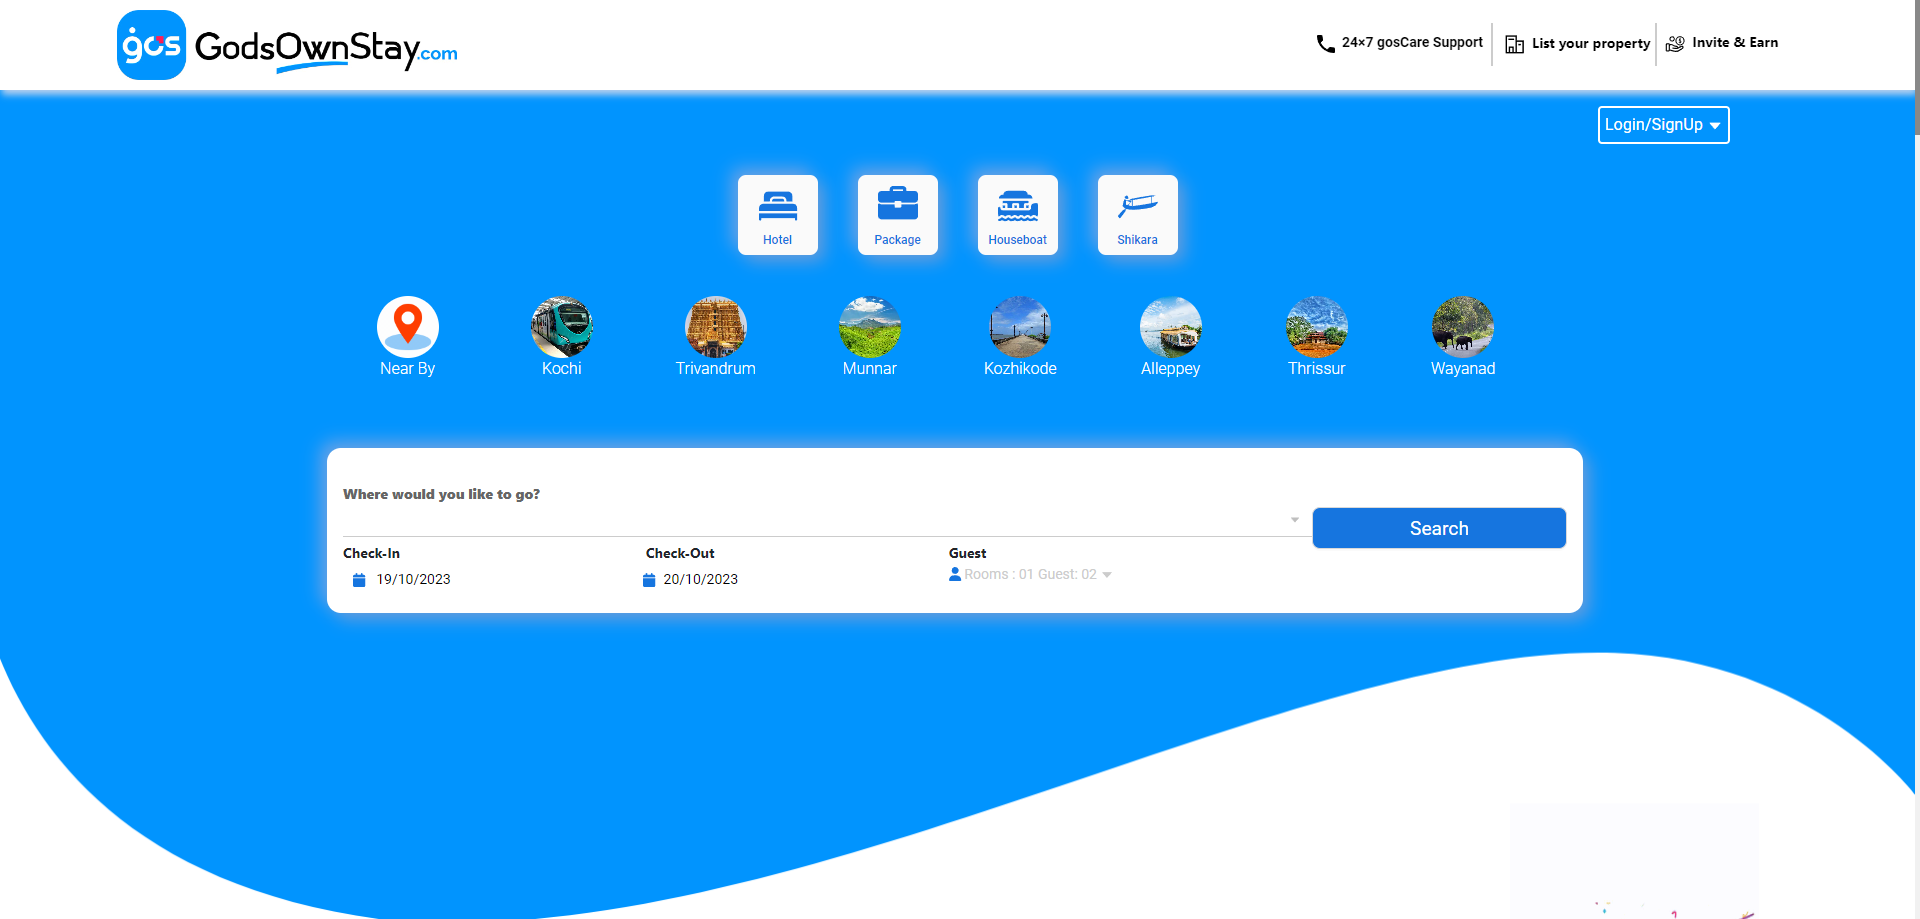 gos GodsOwnStay.com
24×7 gosCare Support
List your property
Invite & Earn
Login/SignUp
Hotel
Package
Houseboat
Shikara
Near By
Kochi
Trivandrum
Munnar
Kozhikode
Alleppey
Thrissur
Wayanad
Where would you like to go?
Search
Check-In
Check-Out
Guest
19/10/2023
20/10/2023
Rooms : 01 Guest: 02